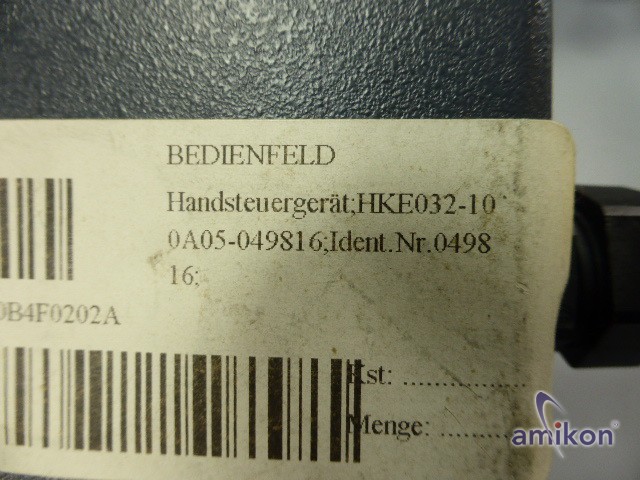 BEDIENFELD
Handsteuergerät;HKE032-10
0A05-049816;Ident.Nr.0498
16;
0B4F0202A
Kst: ..................
Menge: ............
amikon